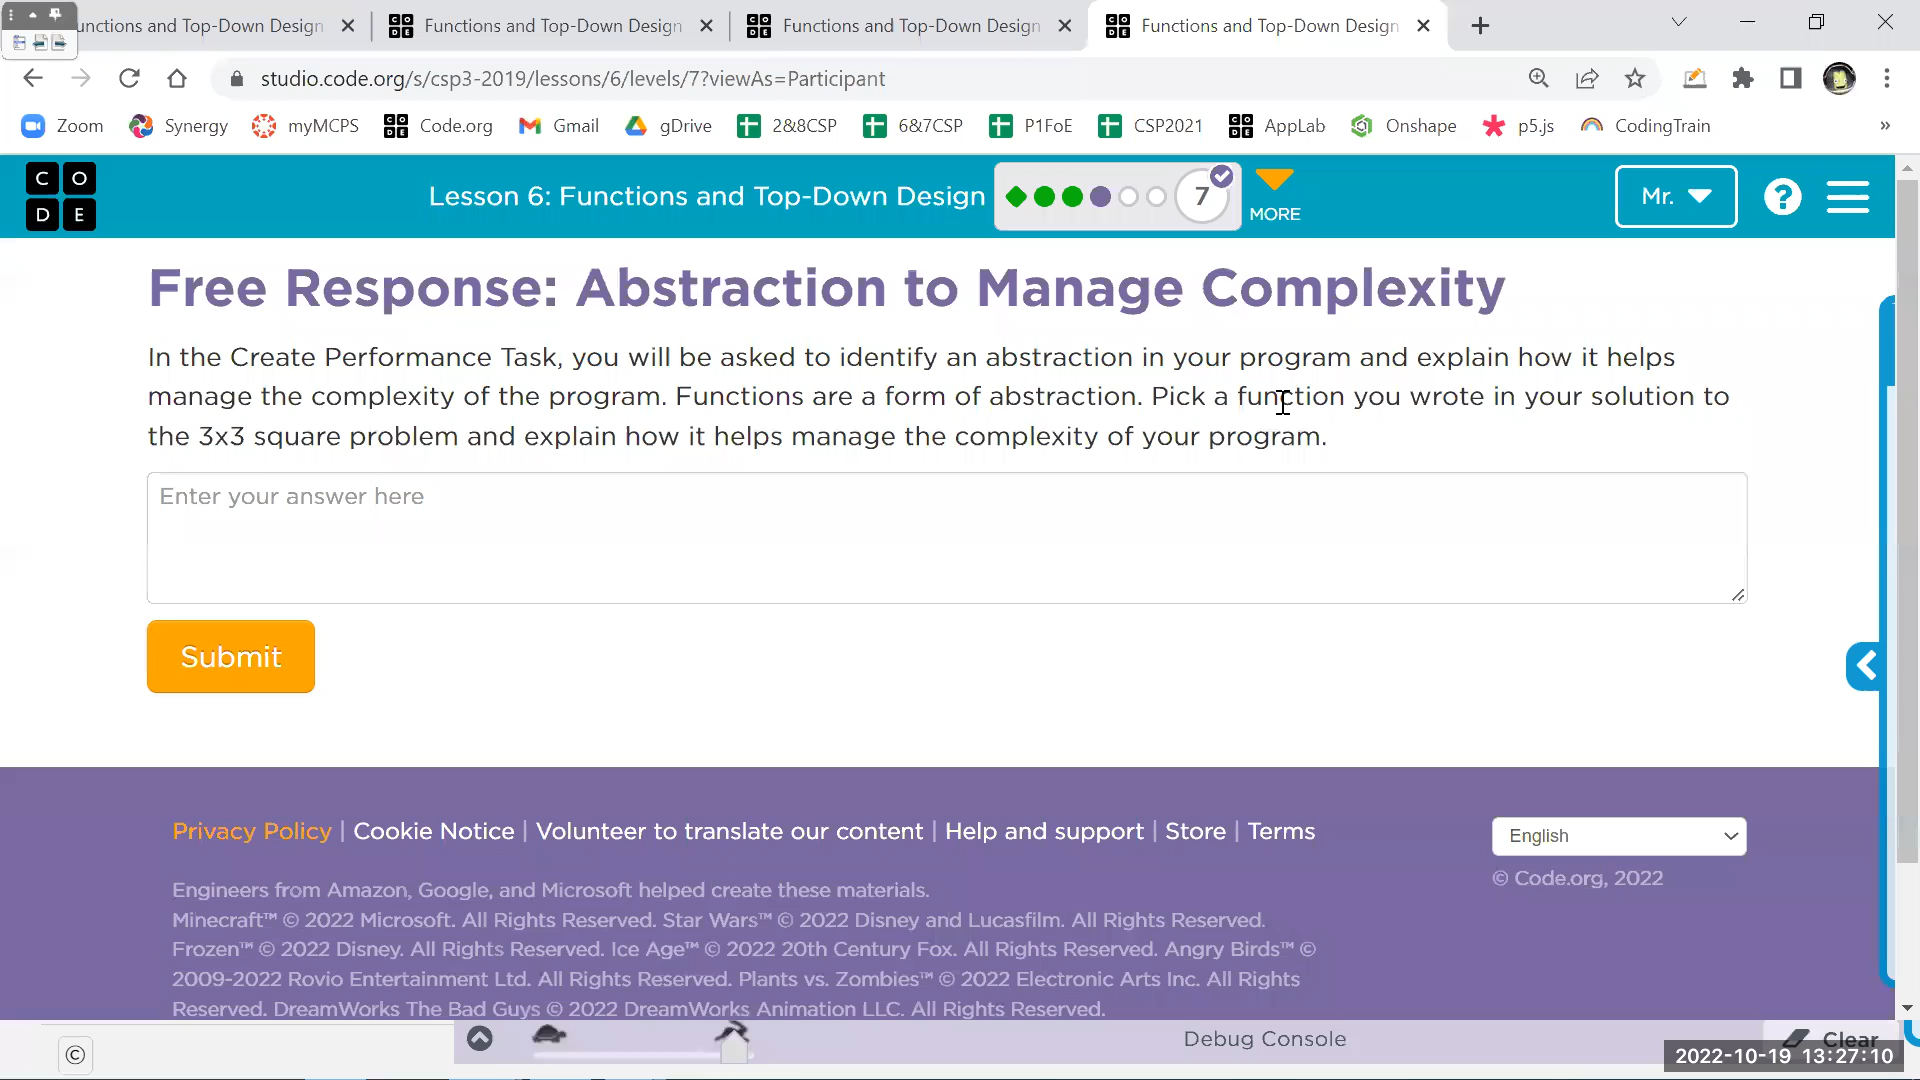 unctions and Top-Down Design
Functions and Top-Down Design
Functions and Top-Down Design
Functions and Top-Down Design
studio.code.org/s/csp3-2019/lessons/6/levels/7?viewAs=Participant
Zoom
Synergy
myMCPS
Code.org
Gmail
gDrive
2&8CSP
6&7CSP
P1FoE
CSP2021
AppLab
Onshape
p5.js
CodingTrain
»
C O
D E
Lesson 6: Functions and Top-Down Design
7
MORE
Mr.
?
Free Response: Abstraction to Manage Complexity
In the Create Performance Task, you will be asked to identify an abstraction in your program and explain how it helps
manage the complexity of the program. Functions are a form of abstraction. Pick a function you wrote in your solution to
the 3x3 square problem and explain how it helps manage the complexity of your program.
Enter your answer here
Submit
Privacy Policy | Cookie Notice | Volunteer to translate our content | Help and support | Store | Terms
English
© Code.org, 2022
Engineers from Amazon, Google, and Microsoft helped create these materials.
Minecraft™ © 2022 Microsoft. All Rights Reserved. Star Wars™ © 2022 Disney and Lucasfilm. All Rights Reserved.
Frozen™ © 2022 Disney. All Rights Reserved. Ice Age™ © 2022 20th Century Fox. All Rights Reserved. Angry Birds™ ©
2009-2022 Rovio Entertainment Ltd. All Rights Reserved. Plants vs. Zombies™ © 2022 Electronic Arts Inc. All Rights
Reserved. DreamWorks The Bad Guys © 2022 DreamWorks Animation LLC. All Rights Reserved.
©
Debug Console
Clear
2022-10-19 13:27:10